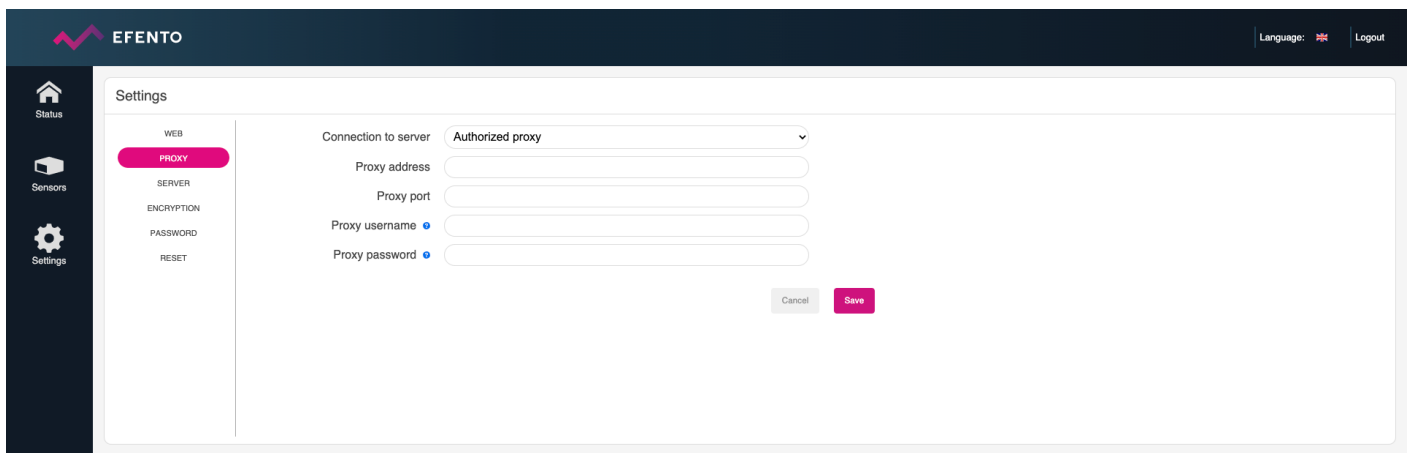 EFENTO
Language:
Logout
Status
Sensors
Settings
Settings
WEB
PROXY
SERVER
ENCRYPTION
PASSWORD
RESET
Connection to server Authorized proxy
Proxy address
Proxy port
Proxy username ?
Proxy password ?
Cancel Save